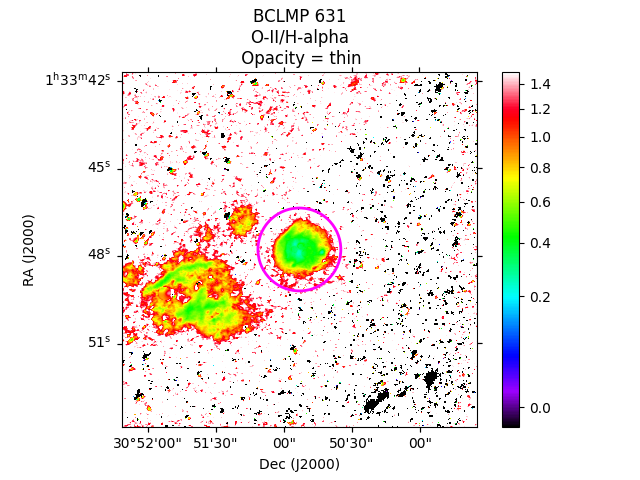 BCLMP 631
O-II/H-alpha
Opacity = thin
1h33m42s
45s
48s
51s
RA (J2000)
30°52'00" 51'30" 00" 50'30" 00"
Dec (J2000)
1.4
1.2
1.0
0.8
0.6
0.4
0.2
0.0